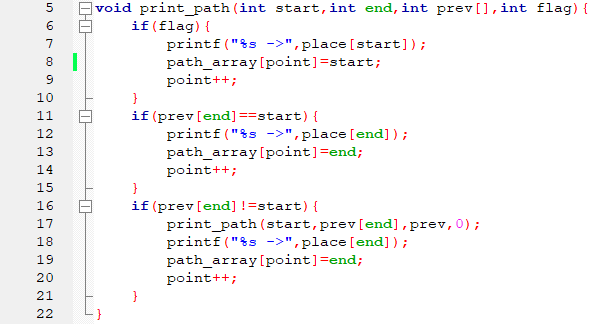 5 void print_path(int start,int end,int prev[],int flag){
6     if(flag){
7         printf("%s ->",place[start]);
8         path_array[point]=start;
9         point++;
10     }
11     if(prev[end]==start){
12         printf("%s ->",place[end]);
13         path_array[point]=end;
14         point++;
15     }
16     if(prev[end]!=start){
17         print_path(start,prev[end],prev,0);
18         printf("%s ->",place[end]);
19         path_array[point]=end;
20         point++;
21     }
22 }